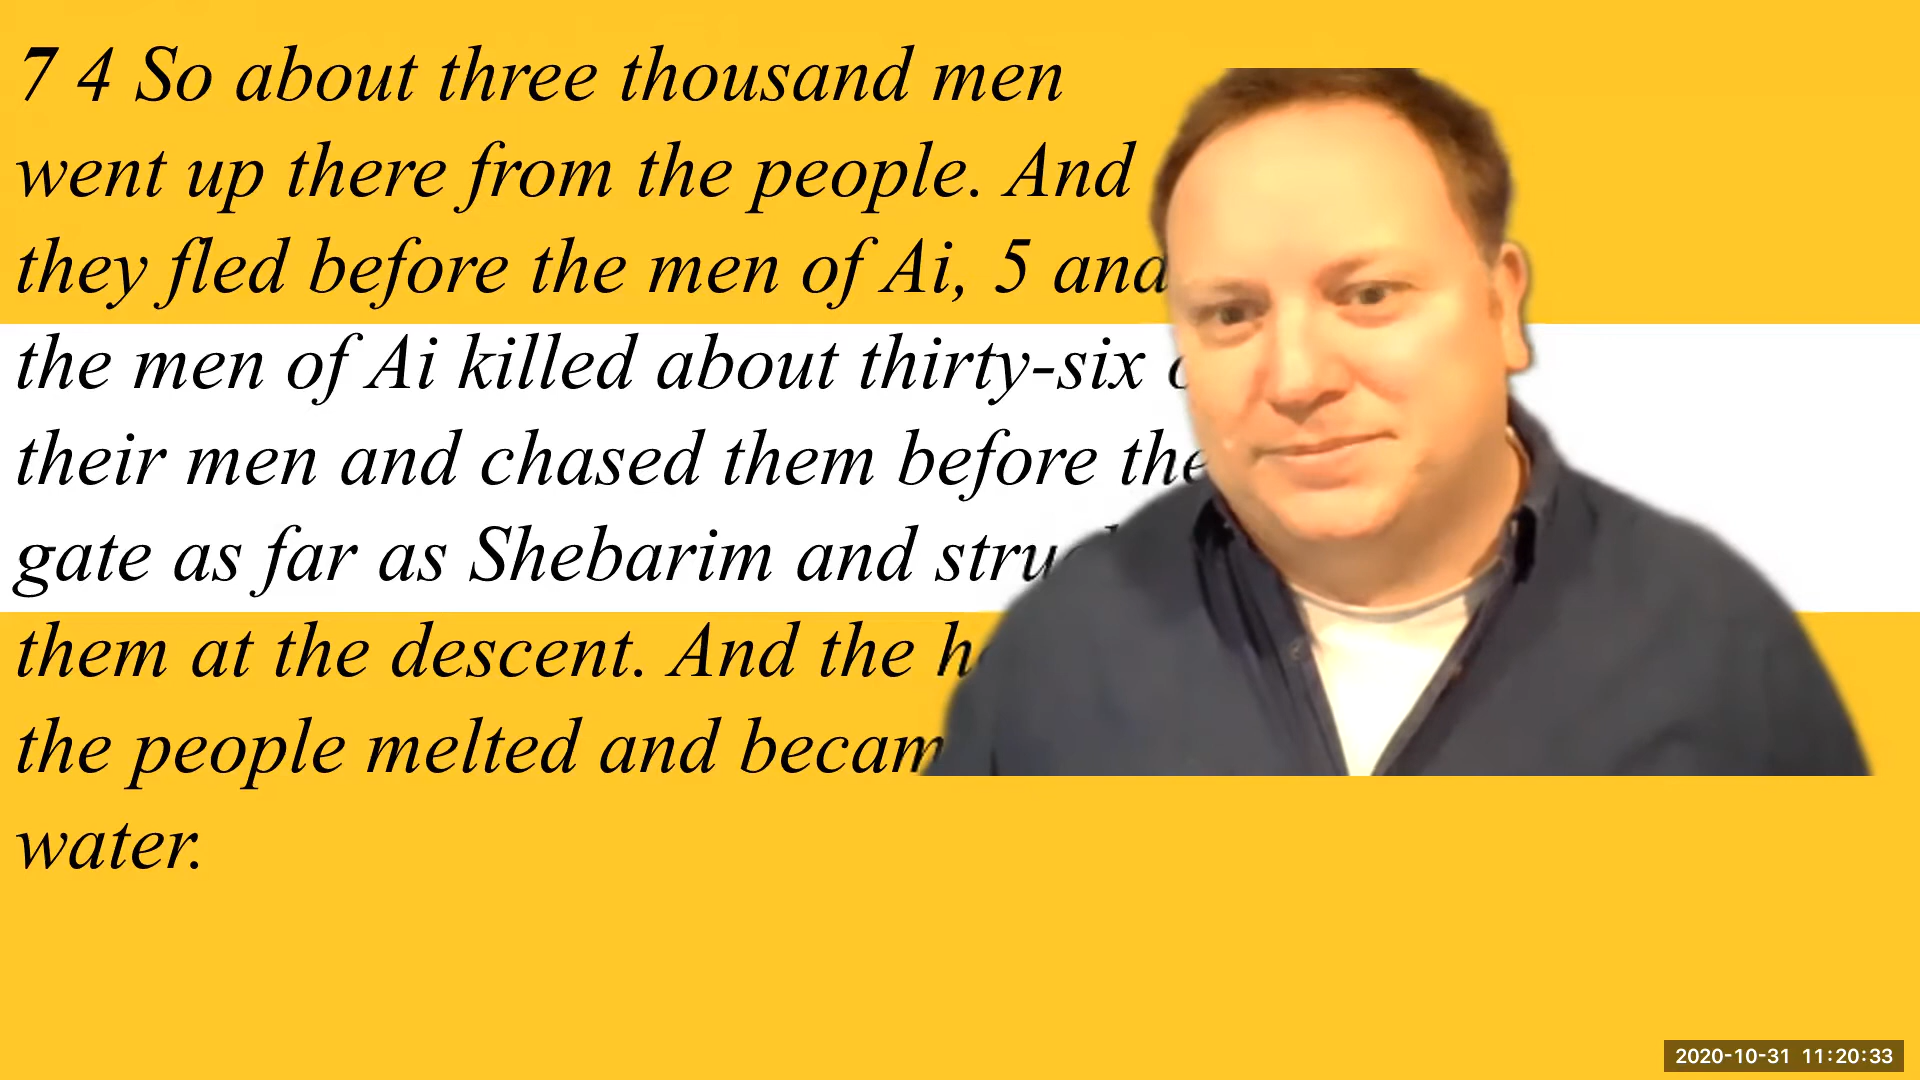 7 4 So about three thousand men
went up there from the people. And
they fled before the men of Ai, 5 and
the men of Ai killed about thirty-six
their men and chased them before the
gate as far as Shebarim and
them at the descent. And the
the people melted and
water.
2020-10-31 11:20:33